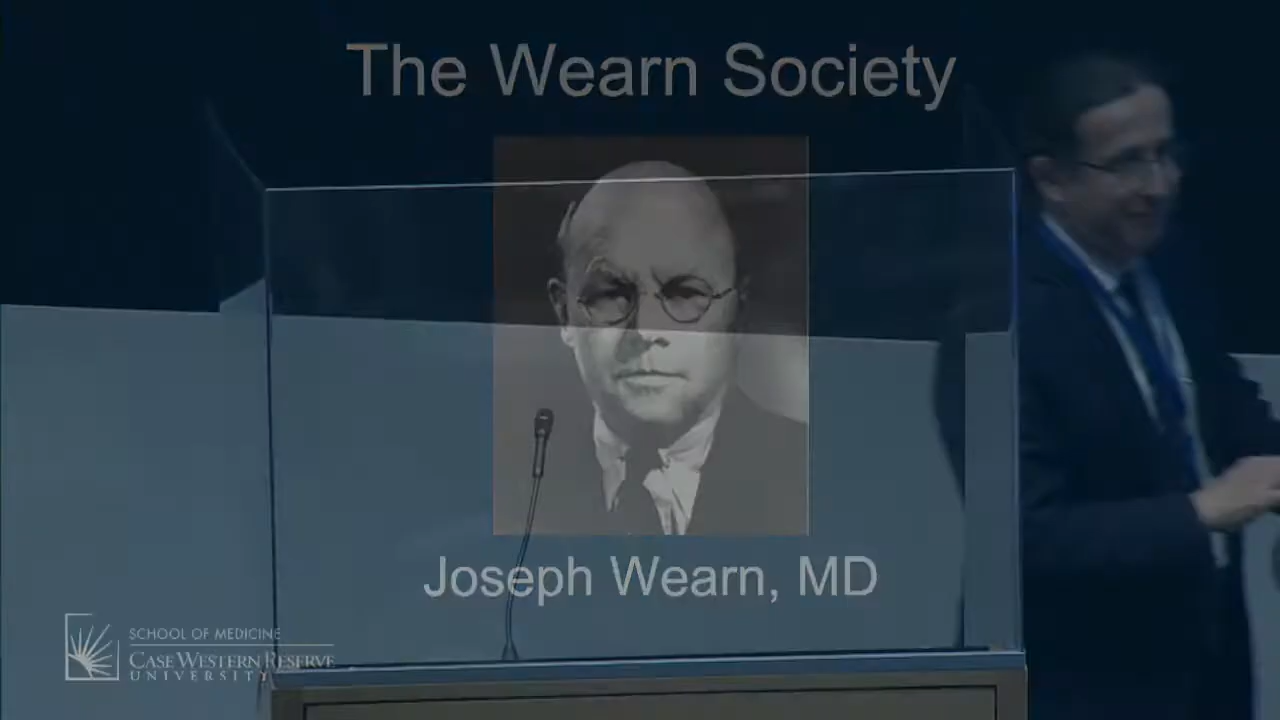 The Wearn Society
Joseph Wearn, MD
SCHOOL OF MEDICINE
CASE WESTERN RESERVE
UNIVERSITY